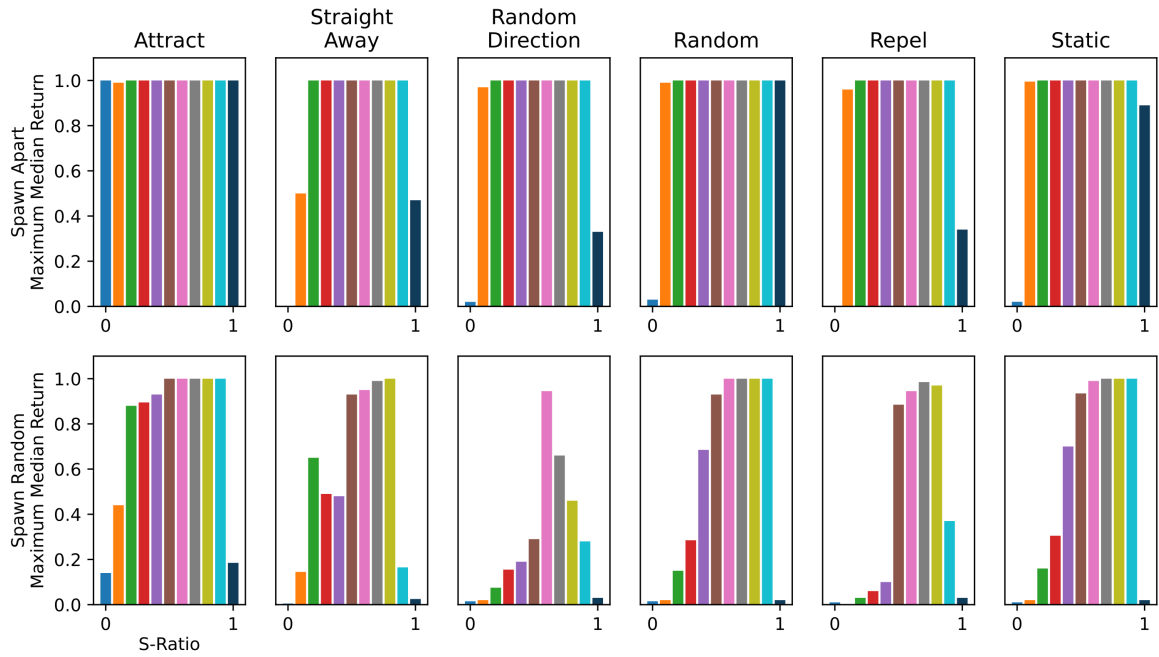 Attract
Straight
Away
Random
Direction
Random
Repel
Static
Spawn Apart
Maximum Median Return
1.0
0.8
0.6
0.4
0.2
0.0
0 1
0 1
0 1
0 1
0 1
0 1
Spawn Random
Maximum Median Return
1.0
0.8
0.6
0.4
0.2
0.0
0 1
0 1
0 1
0 1
0 1
0 1
S-Ratio